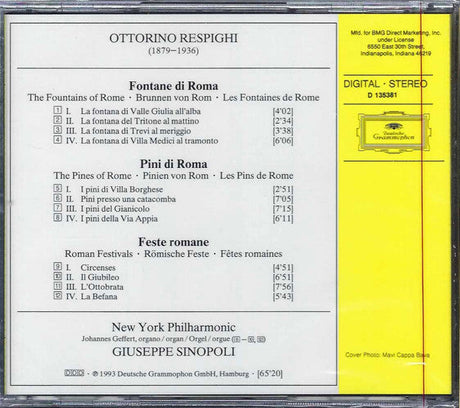 OTTORINO RESPIGHI
(1879–1936)
Fontane di Roma
The Fountains of Rome · Brunnen von Rom · Les Fontaines de Rome
1 I. La fontana di Valle Giulia all'alba [4'02]
2 II. La fontana del Tritone al mattino [2'34]
3 III. La fontana di Trevi al meriggio [3'38]
4 IV. La fontana di Villa Medici al tramonto [6'06]
Pini di Roma
The Pines of Rome · Pinien von Rom · Les Pins de Rome
5 I. I pini di Villa Borghese [2'51]
6 II. Pini presso una catacomba [7'05]
7 III. I pini del Gianicolo [7'15]
8 IV. I pini della Via Appia [6'11]
Feste romane
Roman Festivals · Römische Feste · Fêtes romaines
9 I. Circenses [4'51]
10 II. Il Giubileo [6'51]
11 III. L'Ottobrata [7'56]
12 IV. La Befana [5'43]
New York Philharmonic
Johannes Geffert, organo / organ / Orgel / orgue
GIUSEPPE SINOPOLI
DDD · ℗ 1993 Deutsche Grammophon GmbH, Hamburg · [65'20]
Mfd. for BMG Direct Marketing, Inc.
under License
6550 East 30th Street,
Indianapolis, Indiana 46219
DIGITAL · STEREO
D 135381
Deutsche
Grammophon
Cover Photo: Mavi Cappa Bava